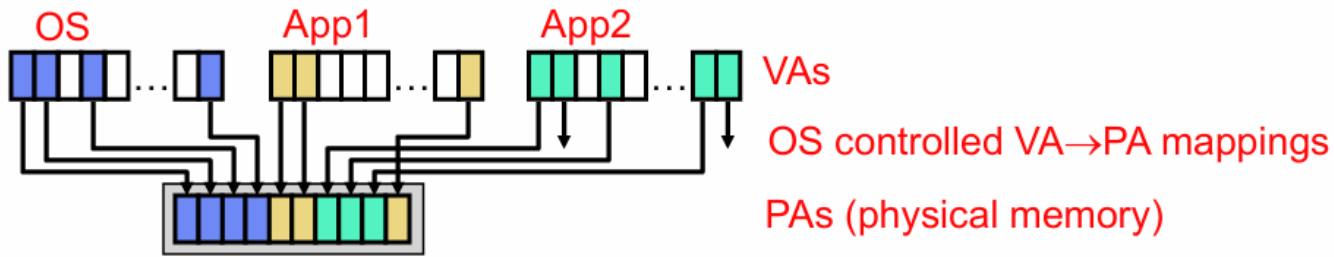 OS App1 App2
... ... ... VAs
OS controlled VA→PA mappings
PAs (physical memory)